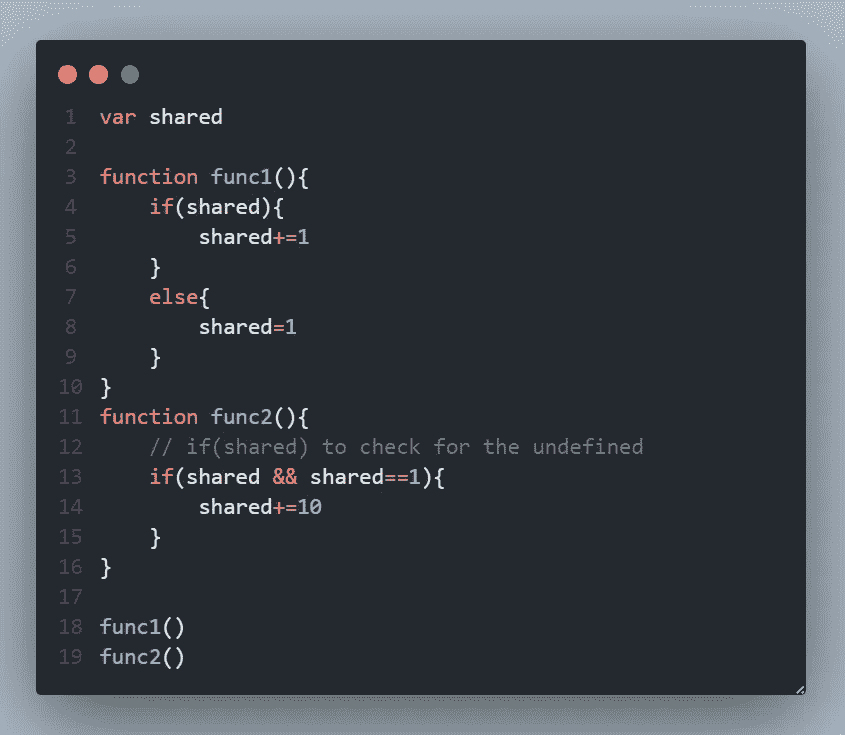 1 var shared
2
3 function func1(){
4     if(shared){
5         shared+=1
6     }
7     else{
8         shared=1
9     }
10 }
11 function func2(){
12     // if(shared) to check for the undefined
13     if(shared && shared==1){
14         shared+=10
15     }
16 }
17
18 func1()
19 func2()